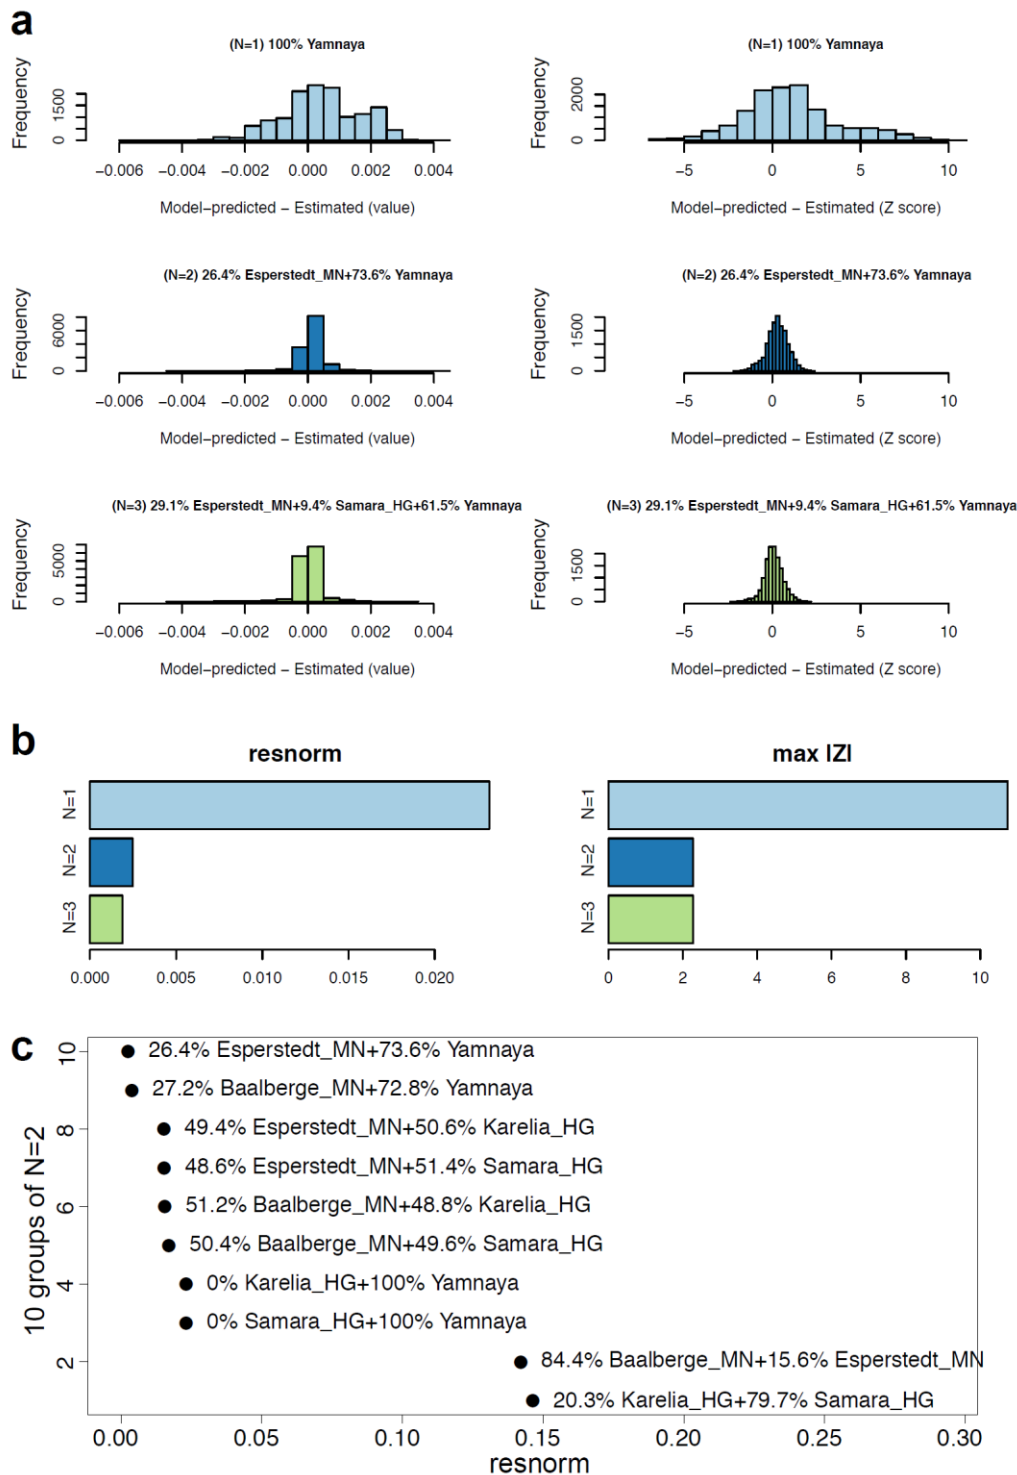 a
(N=1) 100% Yamnaya
(N=1) 100% Yamnaya
Frequency
0 1500
−0.006 −0.004 −0.002 0.000 0.002 0.004
Model−predicted − Estimated (value)
Frequency
0 2000
−5 0 5 10
Model−predicted − Estimated (Z score)
(N=2) 26.4% Esperstedt_MN+73.6% Yamnaya
(N=2) 26.4% Esperstedt_MN+73.6% Yamnaya
Frequency
0 6000
−0.006 −0.004 −0.002 0.000 0.002 0.004
Model−predicted − Estimated (value)
Frequency
0 1500
−5 0 5 10
Model−predicted − Estimated (Z score)
(N=3) 29.1% Esperstedt_MN+9.4% Samara_HG+61.5% Yamnaya
(N=3) 29.1% Esperstedt_MN+9.4% Samara_HG+61.5% Yamnaya
Frequency
0 5000
−0.006 −0.004 −0.002 0.000 0.002 0.004
Model−predicted − Estimated (value)
Frequency
0 1500
−5 0 5 10
Model−predicted − Estimated (Z score)
b
resnorm
N=1
N=2
N=3
0.000 0.005 0.010 0.015 0.020
max |Z|
N=1
N=2
N=3
0 2 4 6 8 10
c
10 groups of N=2
10
8
6
4
2
26.4% Esperstedt_MN+73.6% Yamnaya
27.2% Baalberge_MN+72.8% Yamnaya
49.4% Esperstedt_MN+50.6% Karelia_HG
48.6% Esperstedt_MN+51.4% Samara_HG
51.2% Baalberge_MN+48.8% Karelia_HG
50.4% Baalberge_MN+49.6% Samara_HG
0% Karelia_HG+100% Yamnaya
0% Samara_HG+100% Yamnaya
84.4% Baalberge_MN+15.6% Esperstedt_MN
20.3% Karelia_HG+79.7% Samara_HG
0.00 0.05 0.10 0.15 0.20 0.25 0.30
resnorm